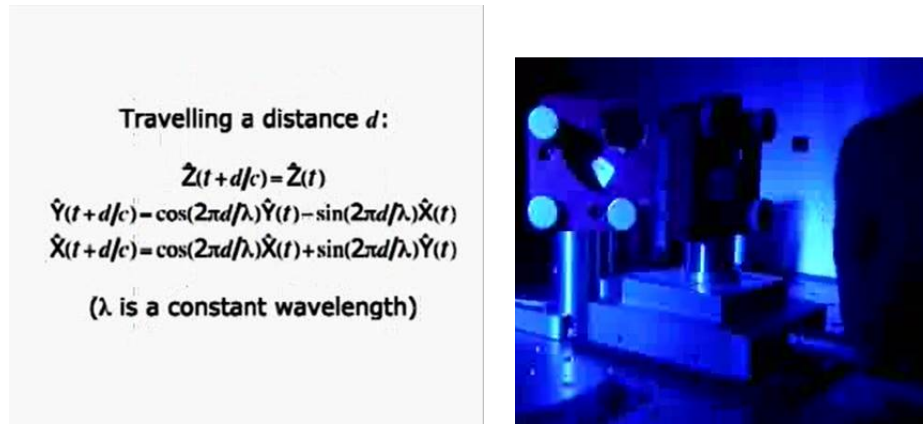 Travelling a distance d:
Ẑ(t+d/c)=Ẑ(t)
Ŷ(t+d/c)=cos(2πd/λ)Ŷ(t)−sin(2πd/λ)X̂(t)
X̂(t+d/c)=cos(2πd/λ)X̂(t)+sin(2πd/λ)Ŷ(t)
(λ is a constant wavelength)